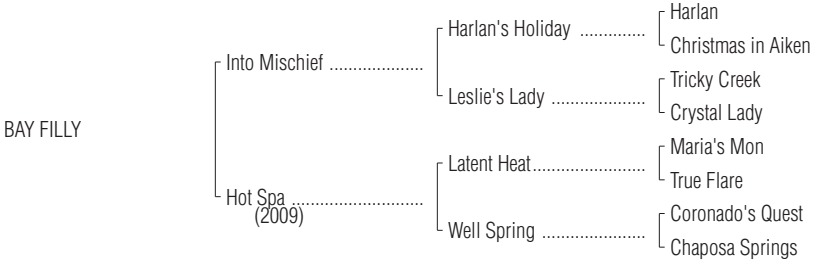 Harlan
Harlan's Holiday ..............
Christmas in Aiken
Into Mischief ....................
Tricky Creek
Leslie's Lady ....................
Crystal Lady
BAY FILLY
Maria's Mon
Latent Heat........................
True Flare
Hot Spa ............................
(2009)
Coronado's Quest
Well Spring ......................
Chaposa Springs